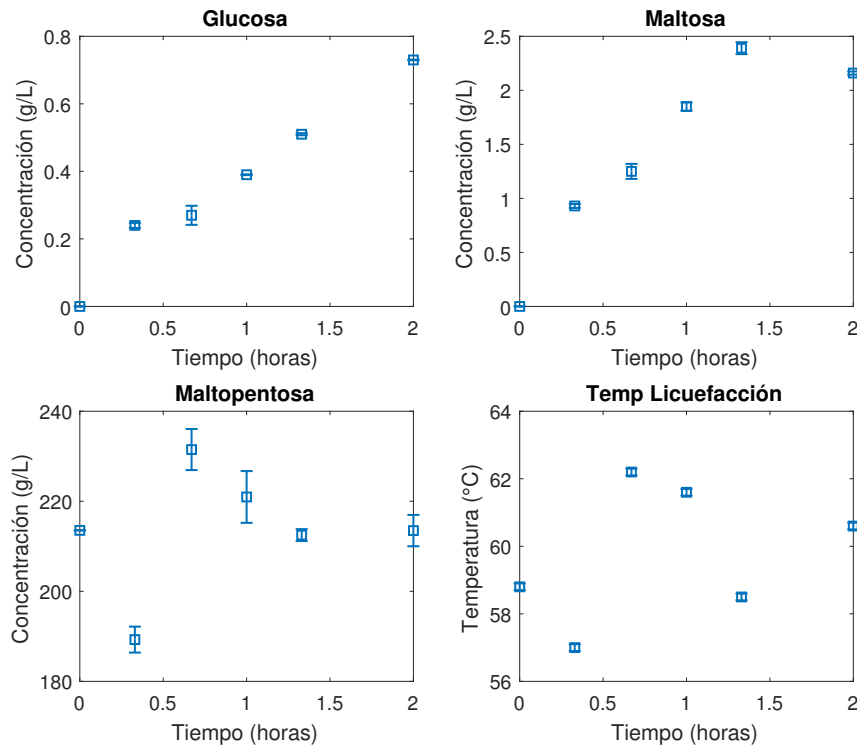 Glucosa
Concentración (g/L)
0.8
0.6
0.4
0.2
0
0 0.5 1 1.5 2
Tiempo (horas)
Maltosa
Concentración (g/L)
2.5
2
1.5
1
0.5
0
0 0.5 1 1.5 2
Tiempo (horas)
Maltopentosa
Concentración (g/L)
240
220
200
180
0 0.5 1 1.5 2
Tiempo (horas)
Temp Licuefacción
Temperatura (°C)
64
62
60
58
56
0 0.5 1 1.5 2
Tiempo (horas)